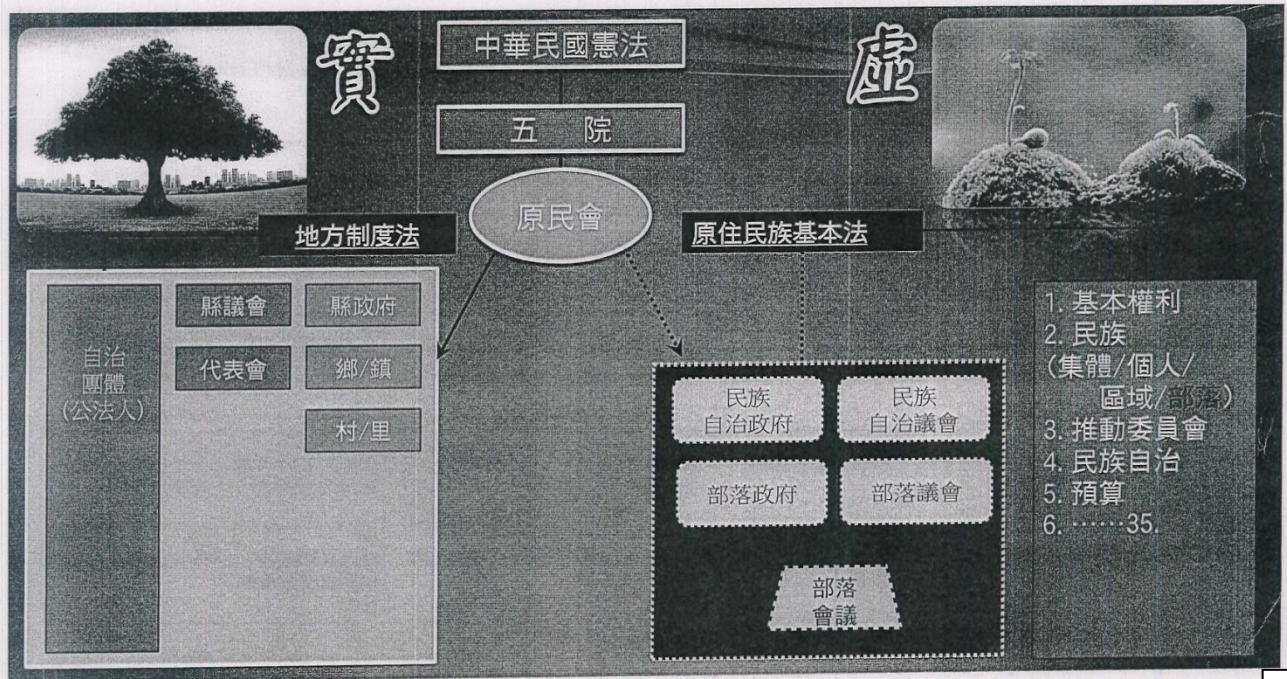 實
中華民國憲法
虛
五 院
原民會
地方制度法
原住民族基本法
自治
團體
(公法人)
縣議會
縣政府
代表會
鄉/鎮
村/里
民族
自治政府
民族
自治議會
部落政府
部落議會
部落
會議
1. 基本權利
2. 民族
(集體/個人/
區域/部落)
3. 推動委員會
4. 民族自治
5. 預算
6. ……35.